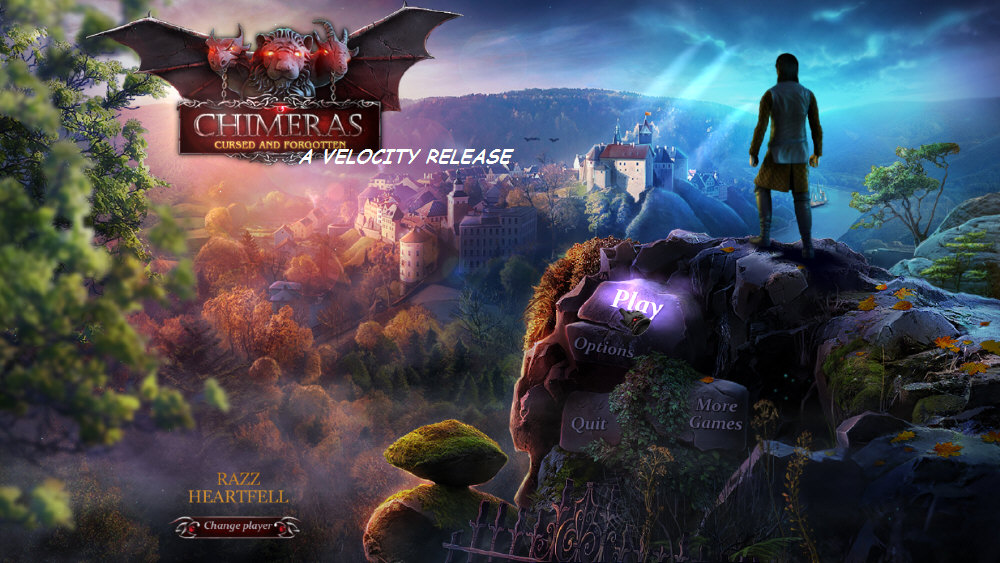 CHIMERAS
CURSED AND FORGOTTEN
A VELOCITY RELEASE
Play
Options
Quit
More
Games
RAZZ
HEARTFELL
Change player